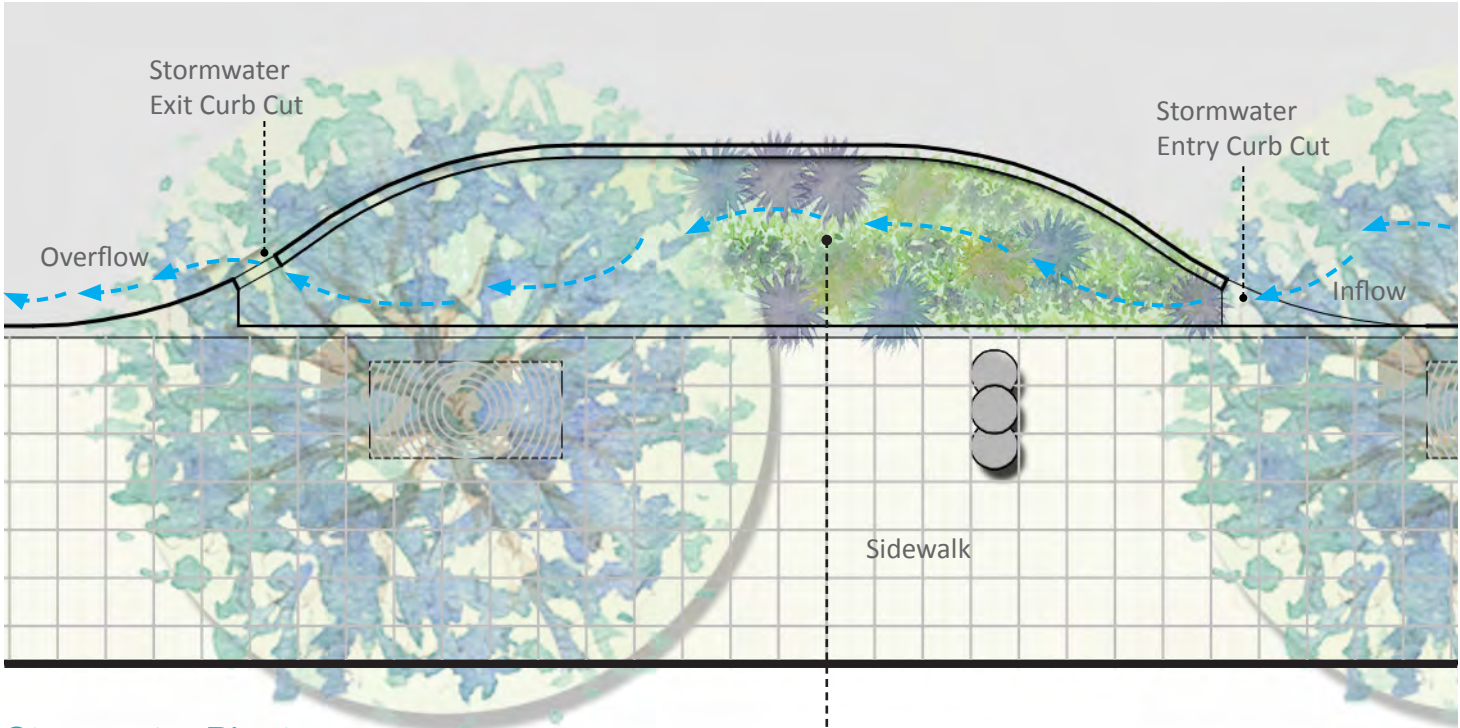 Stormwater
Exit Curb Cut
Stormwater
Entry Curb Cut
Overflow
Inflow
Sidewalk